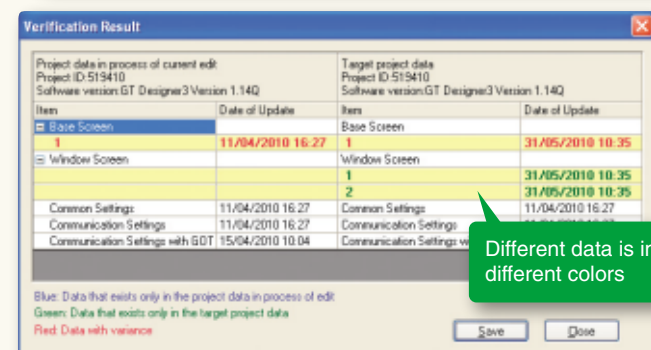 Verification Result
Project data in process of current edit
Project ID:519410
Software version:GT Designer3 Version 1.14Q
Target project data
Project ID:519410
Software version:GT Designer3 Version 1.14Q
Item Date of Update Item Date of Update
Base Screen Base Screen
1 11/04/2010 16:27 1 31/05/2010 10:35
Window Screen Window Screen
1 31/05/2010 10:35
2 31/05/2010 10:35
Common Settings 11/04/2010 16:27 Common Settings 11/04/2010 16:27
Communication Settings 11/04/2010 16:27 Communication Settings
Communication Settings with GOT 15/04/2010 10:04 Communication Settings
Different data is in
different colors
Blue: Data that exists only in the project data in process of edit
Green: Data that exists only in the target project data
Red: Data with variance
Save Close